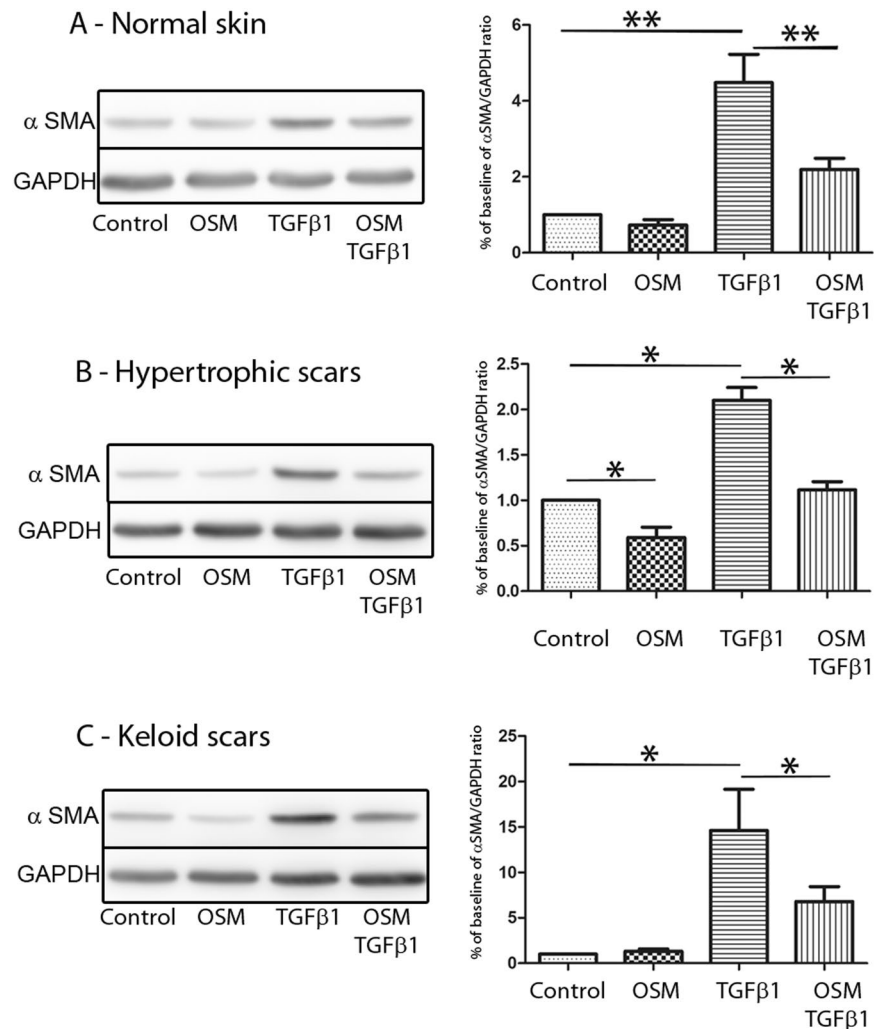 A - Normal skin
α SMA
GAPDH
Control OSM TGFβ1 OSM
TGFβ1
% of baseline of αSMA/GAPDH ratio
6
4
2
0
** **
Control OSM TGFβ1 OSM
TGFβ1
B - Hypertrophic scars
α SMA
GAPDH
Control OSM TGFβ1 OSM
TGFβ1
% of baseline of αSMA/GAPDH ratio
2.5
2.0
1.5
1.0
0.5
0.0
* * *
Control OSM TGFβ1 OSM
TGFβ1
C - Keloid scars
α SMA
GAPDH
Control OSM TGFβ1 OSM
TGFβ1
% of baseline of αSMA/GAPDH ratio
25
20
15
10
5
0
* *
Control OSM TGFβ1 OSM
TGFβ1